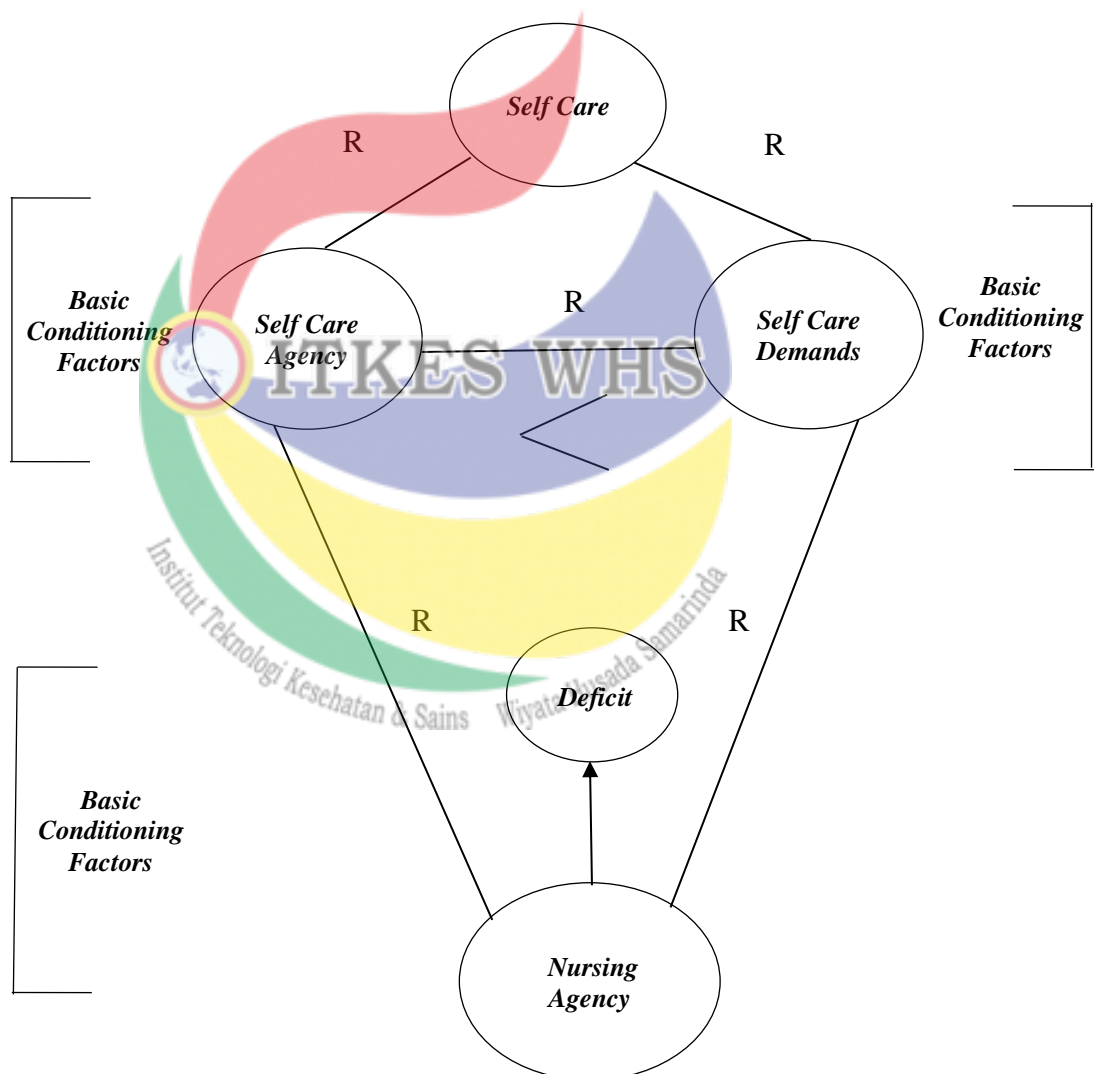 Self Care
R
R
Basic
Conditioning
Factors
Self Care
Agency
R
Self Care
Demands
Basic
Conditioning
Factors
ITKES WHS
R
R
Institut Teknologi Kesehatan & Sains Wiyata Husada Samarinda
Deficit
Basic
Conditioning
Factors
Nursing
Agency